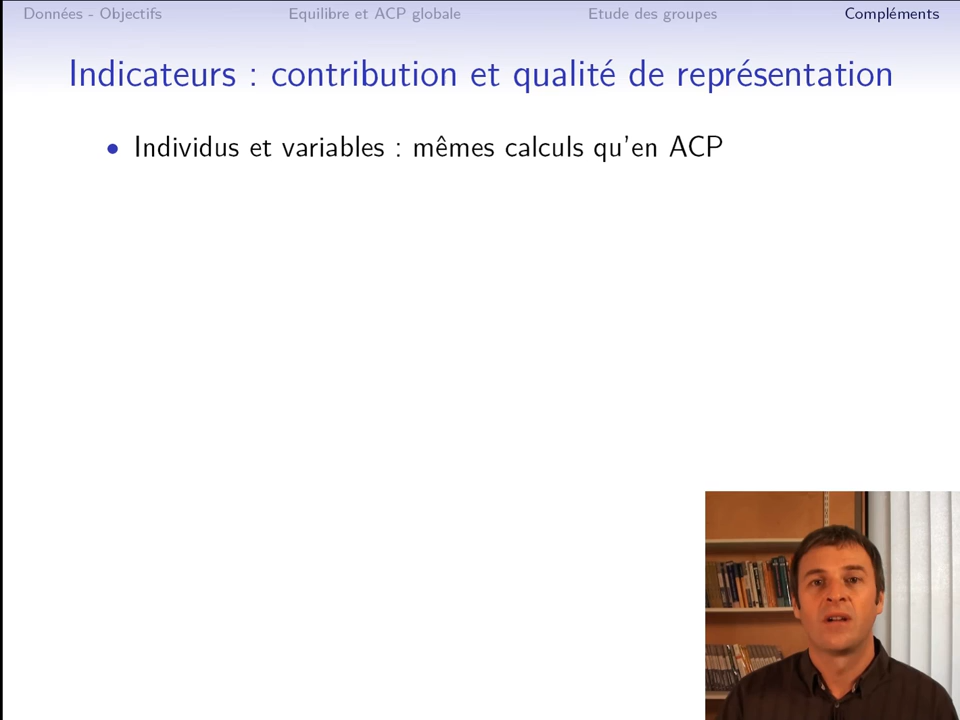 Données - Objectifs Equilibre et ACP globale Etude des groupes Compléments
Indicateurs : contribution et qualité de représentation
• Individus et variables : mêmes calculs qu'en ACP